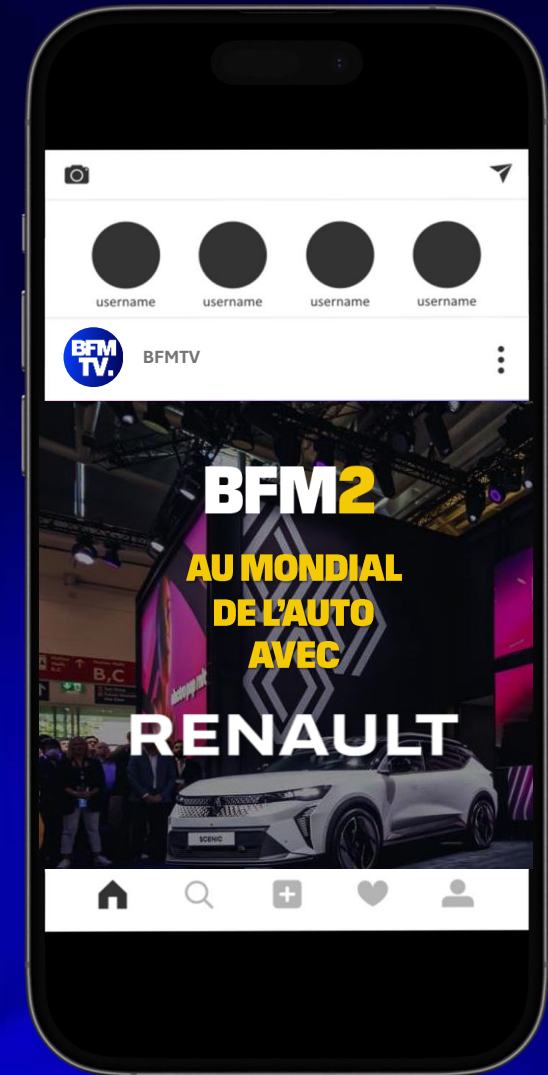 username
username
username
username
BFM
TV.
BFMTV
BFM2
AU MONDIAL
DE L'AUTO
AVEC
RENAULT
B,C
SCENIC